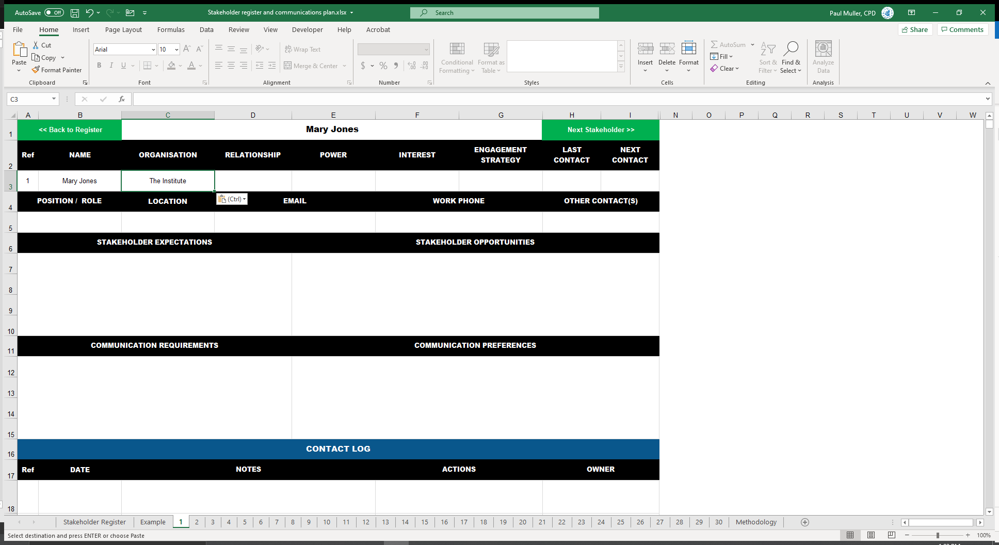 AutoSave Off Stakeholder register and communications plan.xlsx Search Paul Muller, CPD
File Home Insert Page Layout Formulas Data Review View Developer Help Acrobat Share Comments
Paste Cut Copy Format Painter
Clipboard
Arial 10 A A
B I U A
Font
ab Wrap Text
Merge & Center
Alignment
$ % 9
Number
Conditional Formatting Format as Table
Styles
Insert Delete Format
Cells
AutoSum Fill Clear Sort & Filter Find & Select
Editing
Analyze Data
Analysis
C3 fx
A B C D E F G H I N O P Q R S T U V W
1 << Back to Register Mary Jones Next Stakeholder >>
2 Ref NAME ORGANISATION RELATIONSHIP POWER INTEREST ENGAGEMENT STRATEGY LAST CONTACT NEXT CONTACT
3 1 Mary Jones The Institute
4 POSITION / ROLE LOCATION (Ctrl) EMAIL WORK PHONE OTHER CONTACT(S)
5
6 STAKEHOLDER EXPECTATIONS STAKEHOLDER OPPORTUNITIES
7
8
9
10
11 COMMUNICATION REQUIREMENTS COMMUNICATION PREFERENCES
12
13
14
15
16 CONTACT LOG
17 Ref DATE NOTES ACTIONS OWNER
18
Stakeholder Register Example 1 2 3 4 5 6 7 8 9 10 11 12 13 14 15 16 17 18 19 20 21 22 23 24 25 26 27 28 29 30 Methodology
Select destination and press ENTER or choose Paste 100%